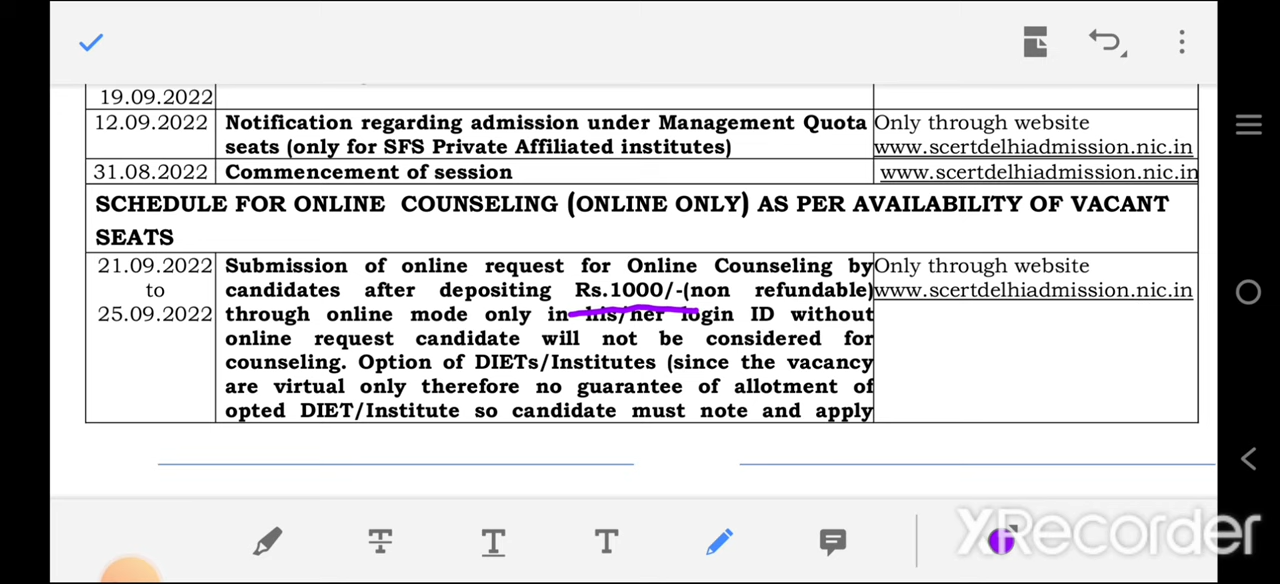 19.09.2022
12.09.2022 Notification regarding admission under Management Quota Only through website
seats (only for SFS Private Affiliated institutes) www.scertdelhiadmission.nic.in
31.08.2022 Commencement of session www.scertdelhiadmission.nic.in
SCHEDULE FOR ONLINE COUNSELING (ONLINE ONLY) AS PER AVAILABILITY OF VACANT
SEATS
21.09.2022 Submission of online request for Online Counseling by Only through website
to candidates after depositing Rs.1000/-(non refundable) www.scertdelhiadmission.nic.in
25.09.2022 through online mode only in his/her login ID without
online request candidate will not be considered for
counseling. Option of DIETs/Institutes (since the vacancy
are virtual only therefore no guarantee of allotment of
opted DIET/Institute so candidate must note and apply
T T T
XRecorder